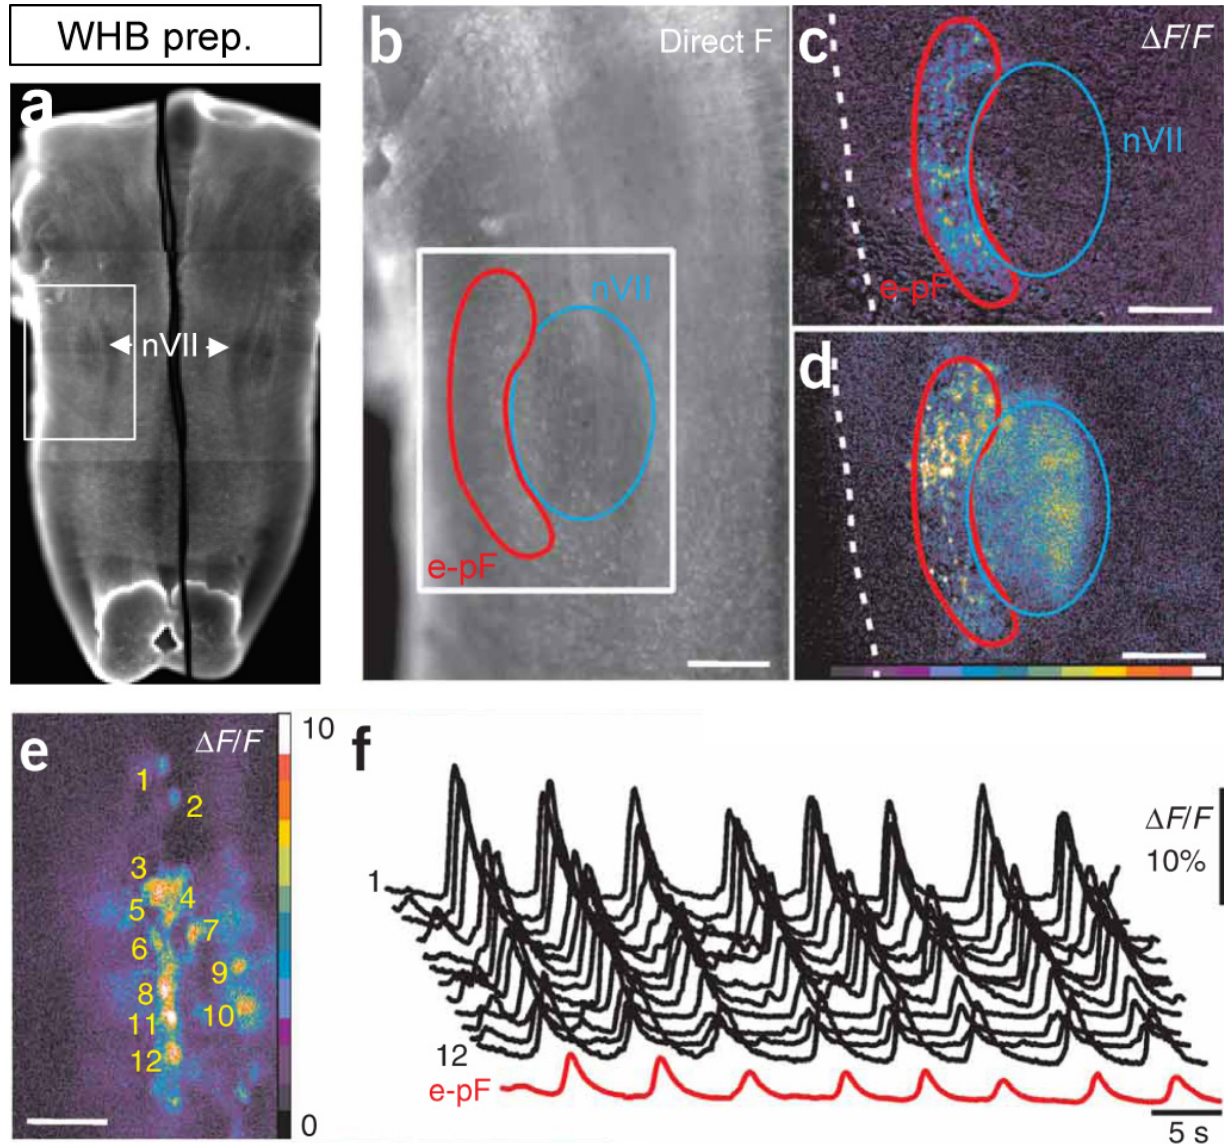 WHB prep.
a
nVII
b
Direct F
nVII
e-pF
c
ΔF/F
nVII
e-pF
d
e
ΔF/F
10
1
2
3
4
5
6
7
8
9
10
11
12
0
f
ΔF/F
10%
1
12
e-pF
5 s